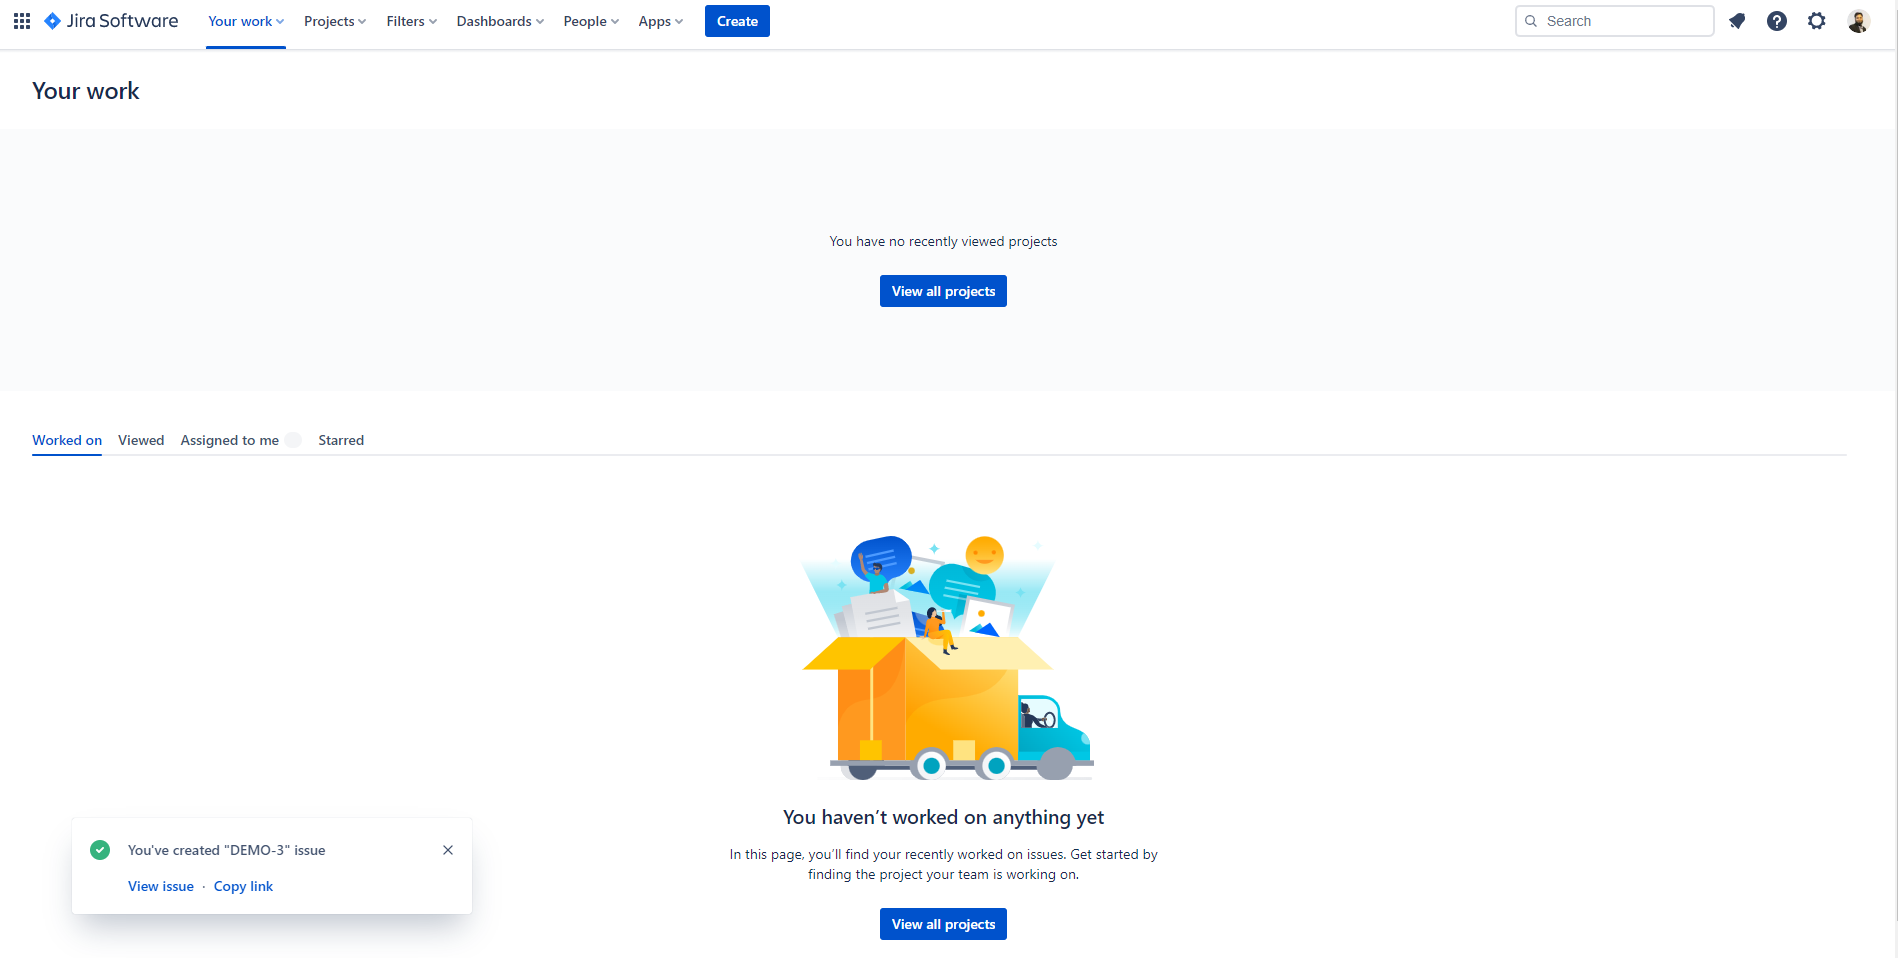 Jira Software
Your work
Projects
Filters
Dashboards
People
Apps
Create
Search
Your work
You have no recently viewed projects
View all projects
Worked on
Viewed
Assigned to me
Starred
You haven’t worked on anything yet
In this page, you’ll find your recently worked on issues. Get started by
finding the project your team is working on.
View all projects
You've created "DEMO-3" issue
View issue · Copy link